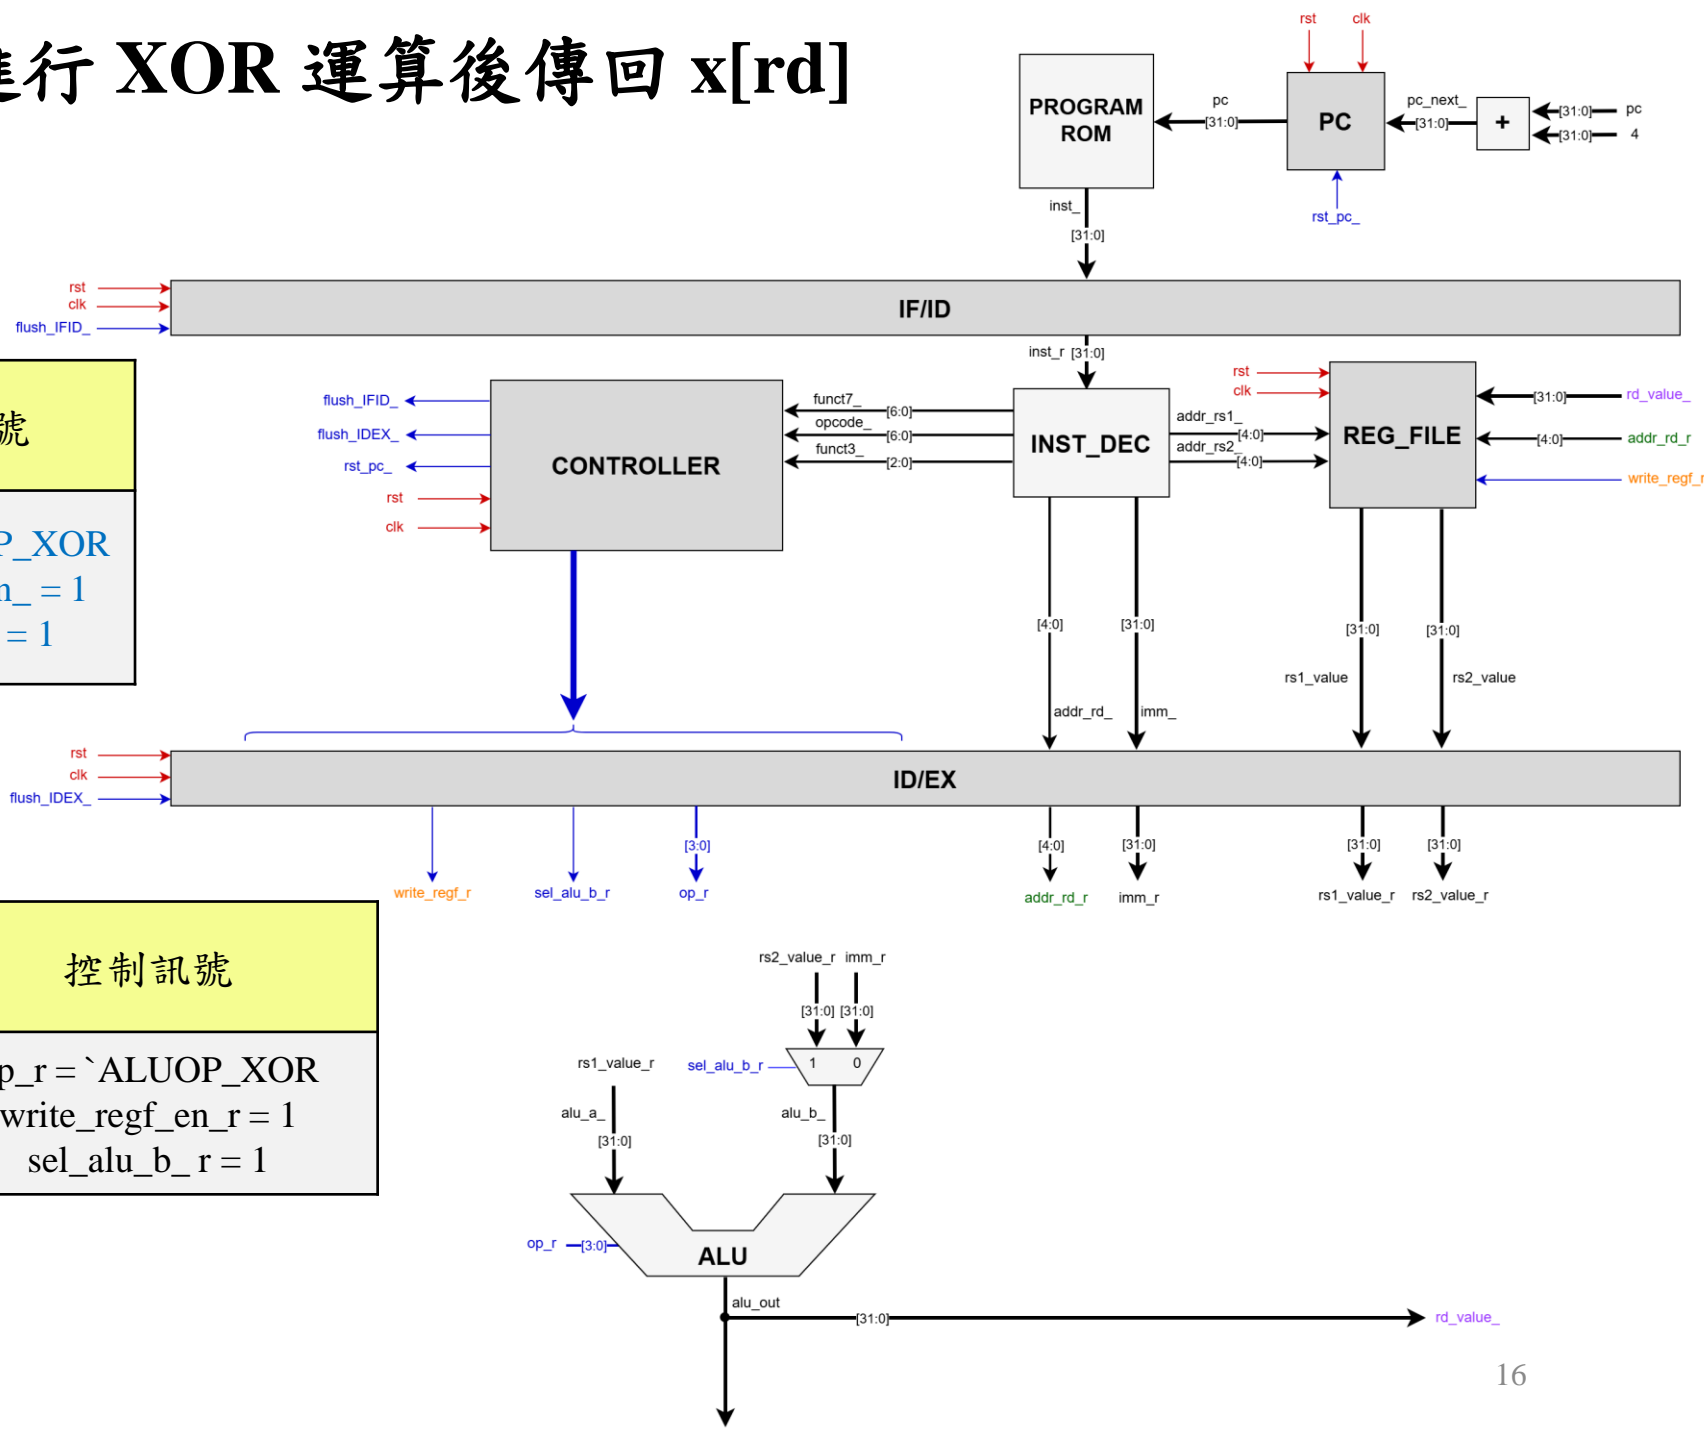 進行 XOR 運算後傳回 x[rd]
rst clk
PROGRAM
ROM
pc
[31:0]
PC
pc_next_
[31:0]
+
[31:0] pc
[31:0] 4
rst_pc_
inst_
[31:0]
rst
clk
flush_IFID_
IF/ID
inst_r [31:0]
號
P_XOR
n_ = 1
= 1
flush_IFID_
flush_IDEX_
rst_pc_
rst
clk
CONTROLLER
funct7_
[6:0]
opcode_
[6:0]
funct3_
[2:0]
INST_DEC
addr_rs1_
[4:0]
addr_rs2_
[4:0]
rst
clk
REG_FILE
[31:0] rd_value_
[4:0] addr_rd_r
write_regf_r
[4:0] [31:0] [31:0] [31:0]
rs1_value rs2_value
addr_rd_ imm_
rst
clk
flush_IDEX_
ID/EX
[3:0] [4:0] [31:0] [31:0] [31:0]
write_regf_r sel_alu_b_r op_r addr_rd_r imm_r rs1_value_r rs2_value_r
控制訊號
p_r = `ALUOP_XOR
write_regf_en_r = 1
sel_alu_b_ r = 1
rs2_value_r imm_r
[31:0] [31:0]
rs1_value_r
sel_alu_b_r 1 0
alu_a_ alu_b_
[31:0] [31:0]
op_r [3:0]
ALU
alu_out
[31:0] rd_value_
16